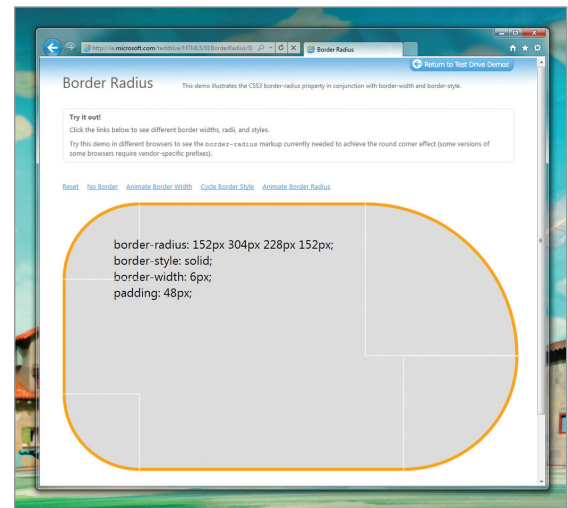 http://ie.microsoft.com/testdrive/HTML5/01BorderRadius/D
Border Radius
Return to Test Drive Demos
Border Radius
This demo illustrates the CSS3 border-radius property in conjunction with border-width and border-style.
Try it out!
Click the links below to see different border widths, radii, and styles.
Try this demo in different browsers to see the border-radius markup currently needed to achieve the round corner effect (some versions of
some browsers require vendor-specific prefixes).
Reset No Border Animate Border Width Cycle Border Style Animate Border Radius
border-radius: 152px 304px 228px 152px;
border-style: solid;
border-width: 6px;
padding: 48px;